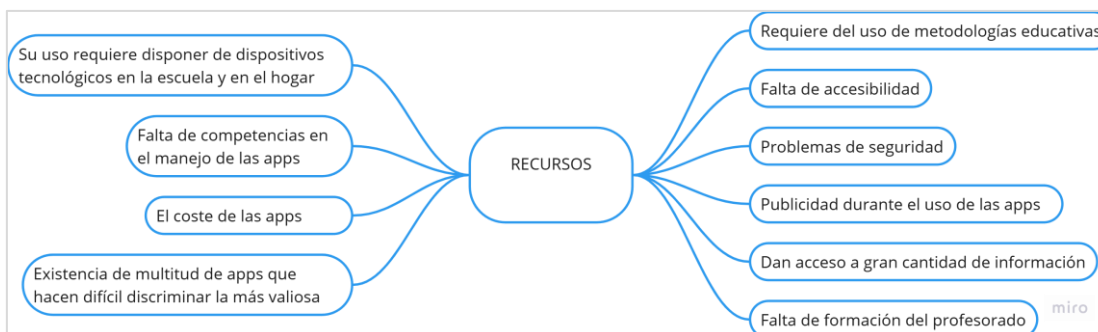 Su uso requiere disponer de dispositivos
tecnológicos en la escuela y en el hogar
Falta de competencias en
el manejo de las apps
El coste de las apps
Existencia de multitud de apps que
hacen difícil discriminar la más valiosa
RECURSOS
Requiere del uso de metodologías educativas
Falta de accesibilidad
Problemas de seguridad
Publicidad durante el uso de las apps
Dan acceso a gran cantidad de información
Falta de formación del profesorado
miro